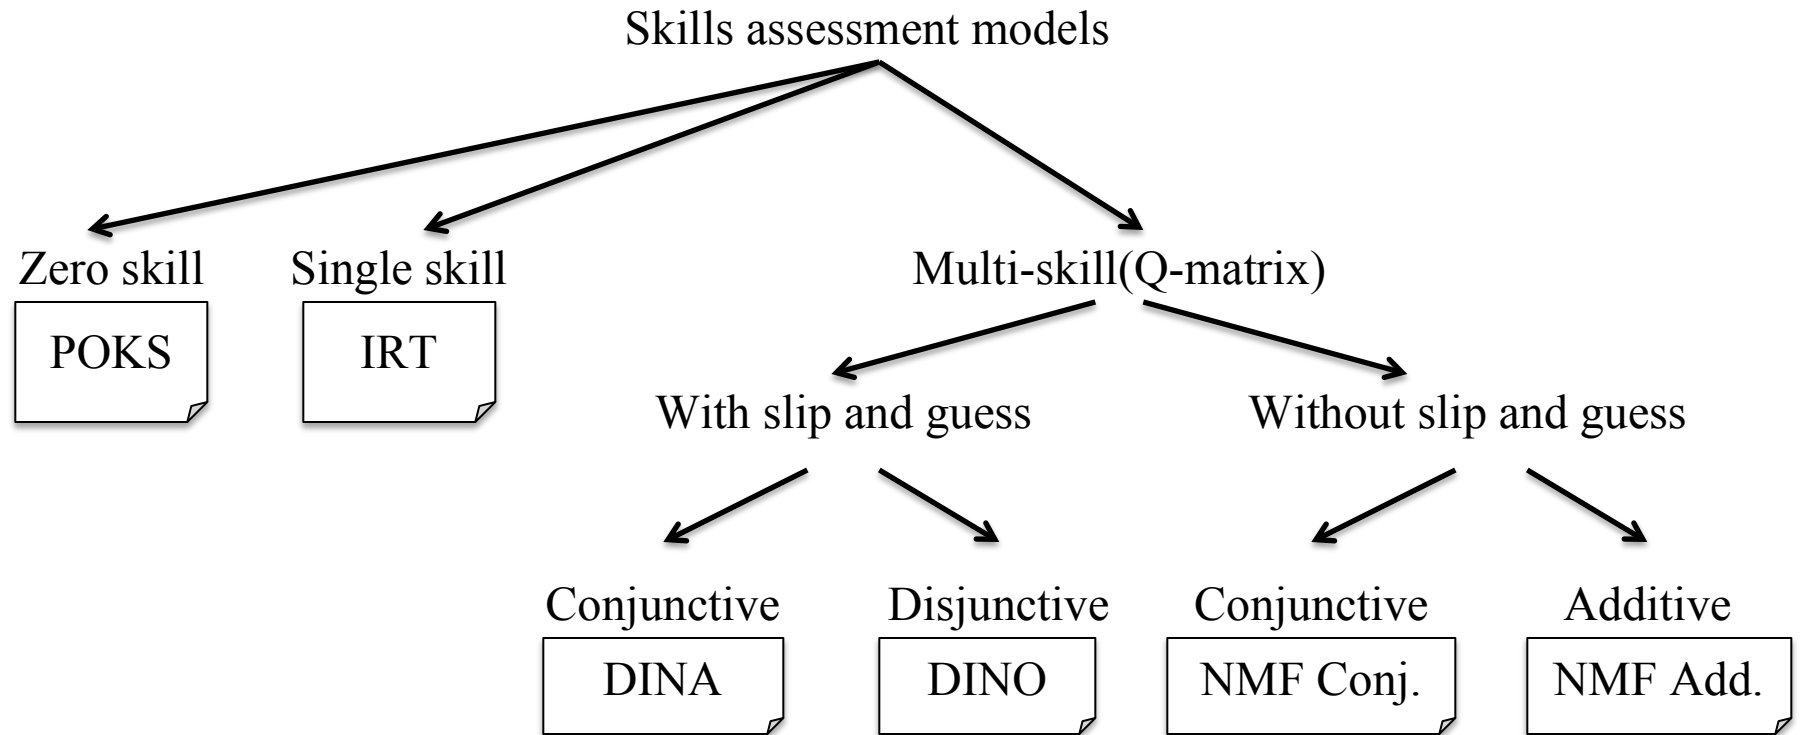 Skills assessment models
Zero skill
Single skill
Multi-skill(Q-matrix)
POKS
IRT
With slip and guess
Without slip and guess
Conjunctive
Disjunctive
Conjunctive
Additive
DINA
DINO
NMF Conj.
NMF Add.